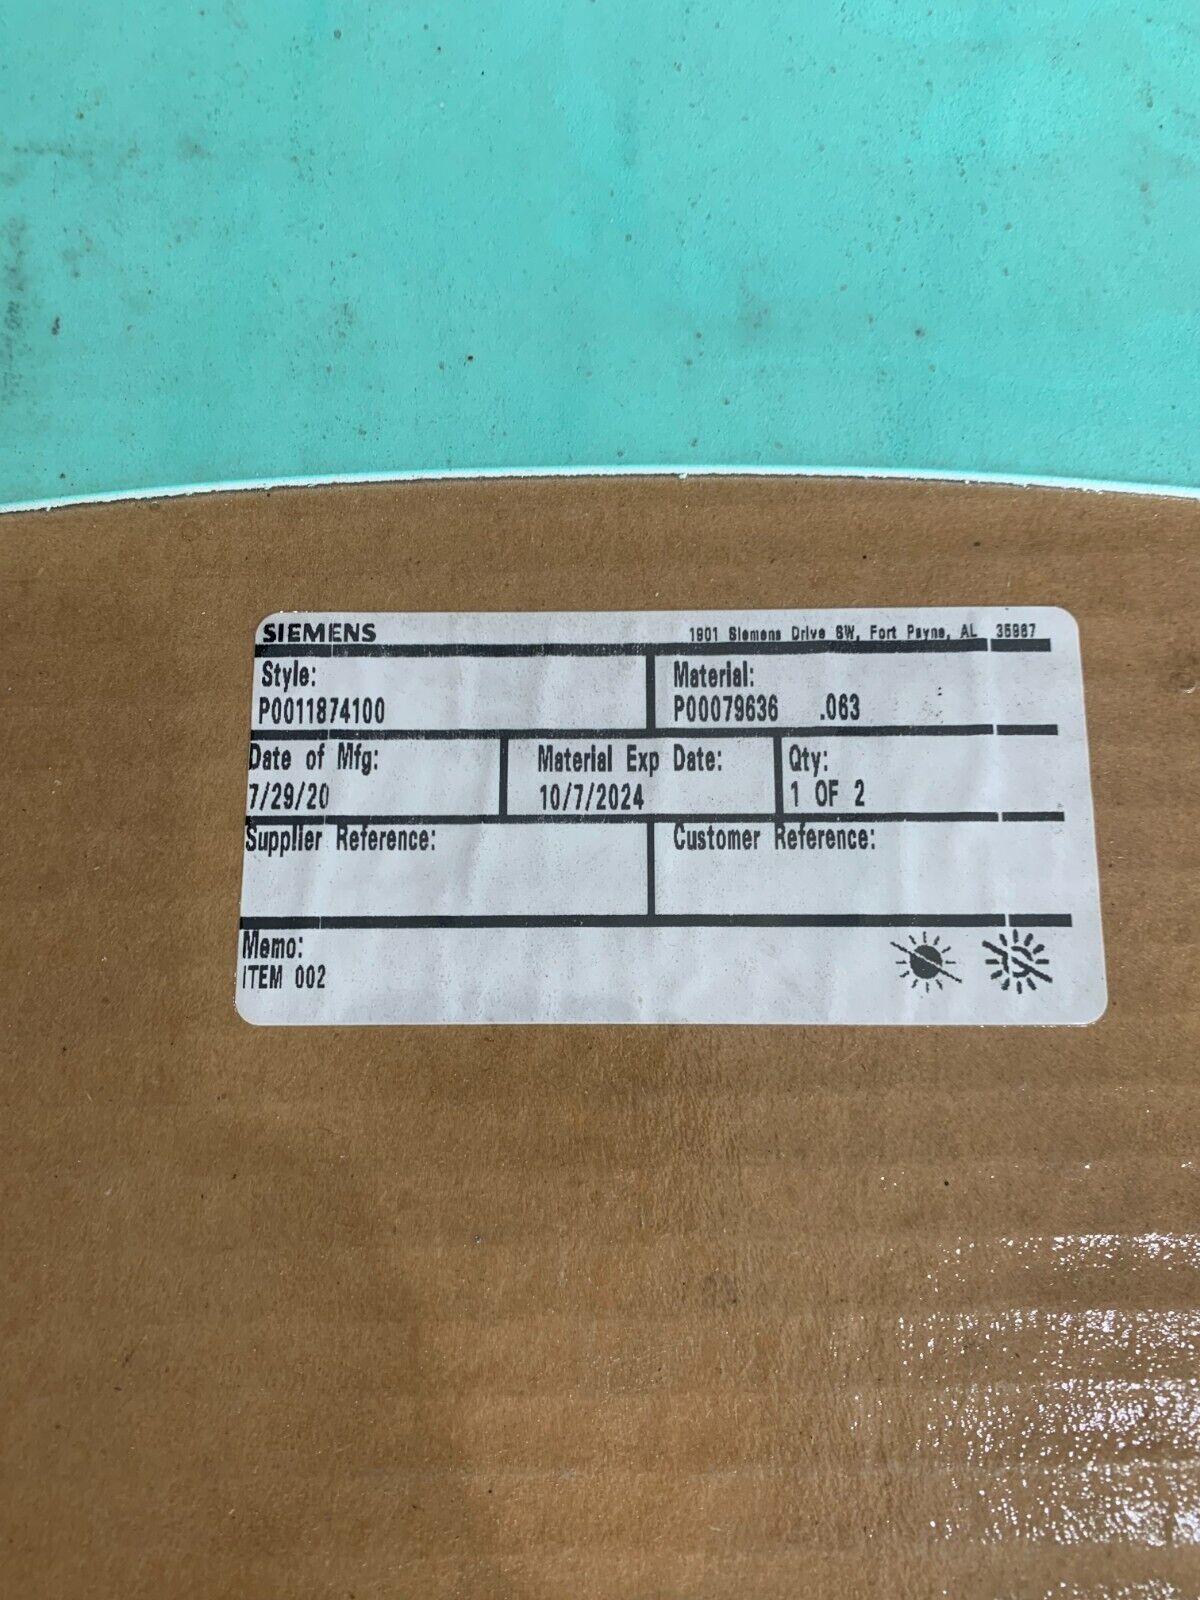 SIEMENS 1901 Siemens Drive SW, Fort Payne, AL 35967
Style: Material:
P0011874100 P00079636 .063
Date of Mfg: Material Exp Date: Qty:
7/29/20 10/7/2024 1 OF 2
Supplier Reference: Customer Reference:
Memo:
ITEM 002